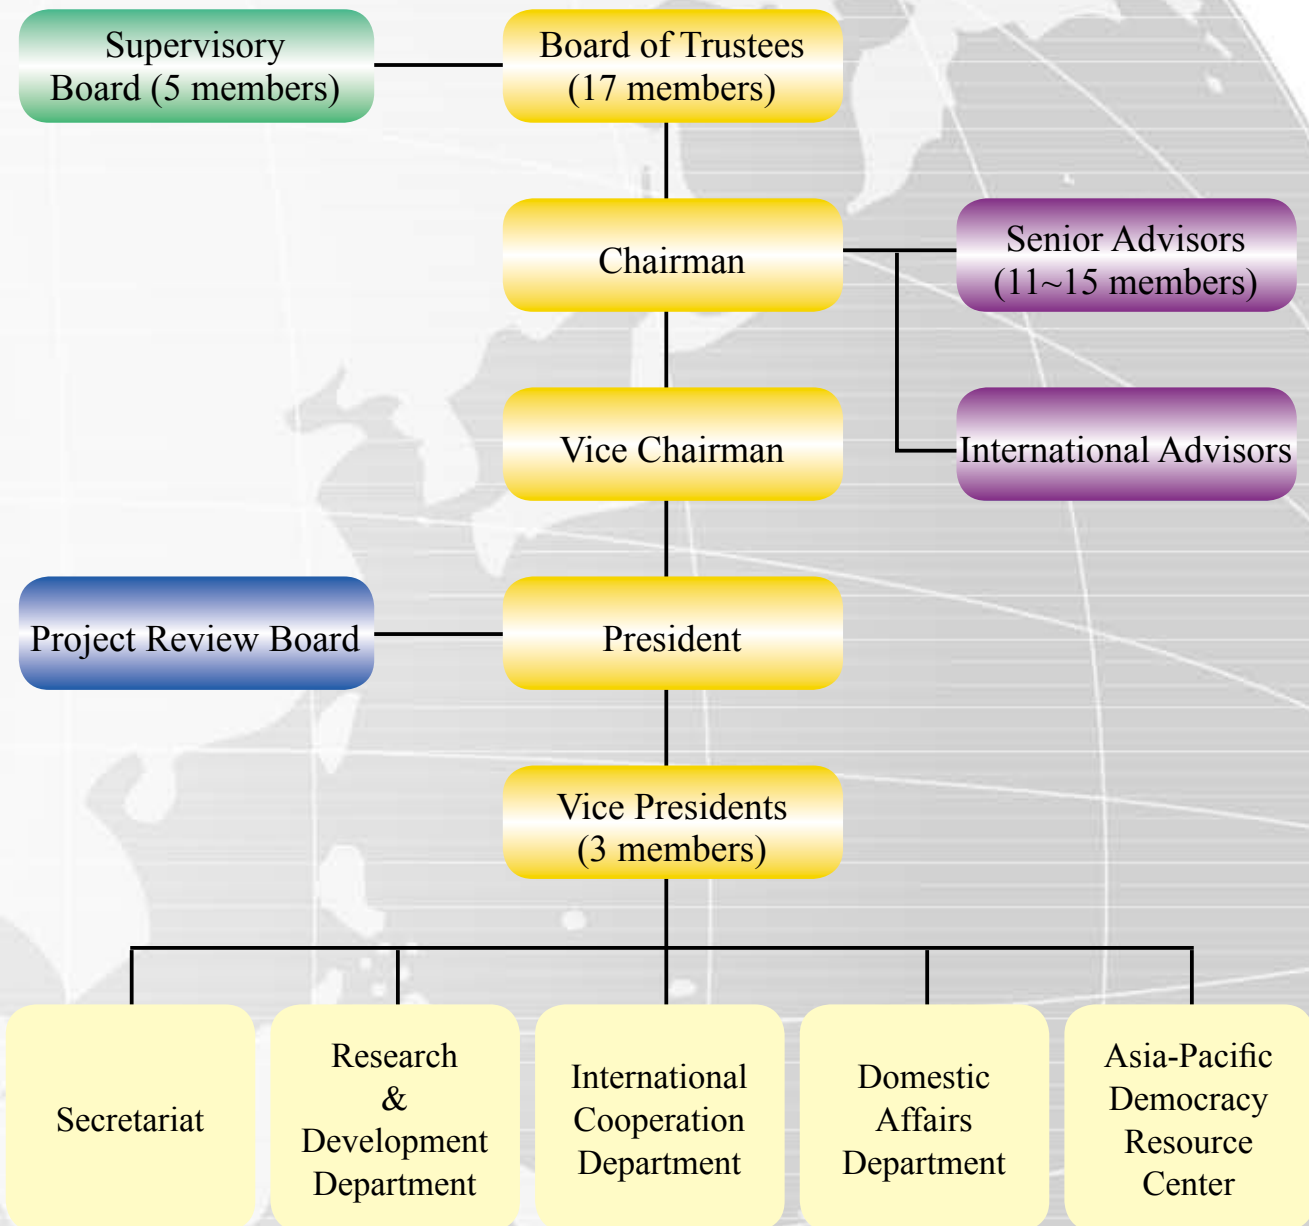 Supervisory
Board (5 members)
Board of Trustees
(17 members)
Chairman
Senior Advisors
(11~15 members)
Vice Chairman
International Advisors
Project Review Board
President
Vice Presidents
(3 members)
Secretariat
Research
&
Development
Department
International
Cooperation
Department
Domestic
Affairs
Department
Asia-Pacific
Democracy
Resource
Center